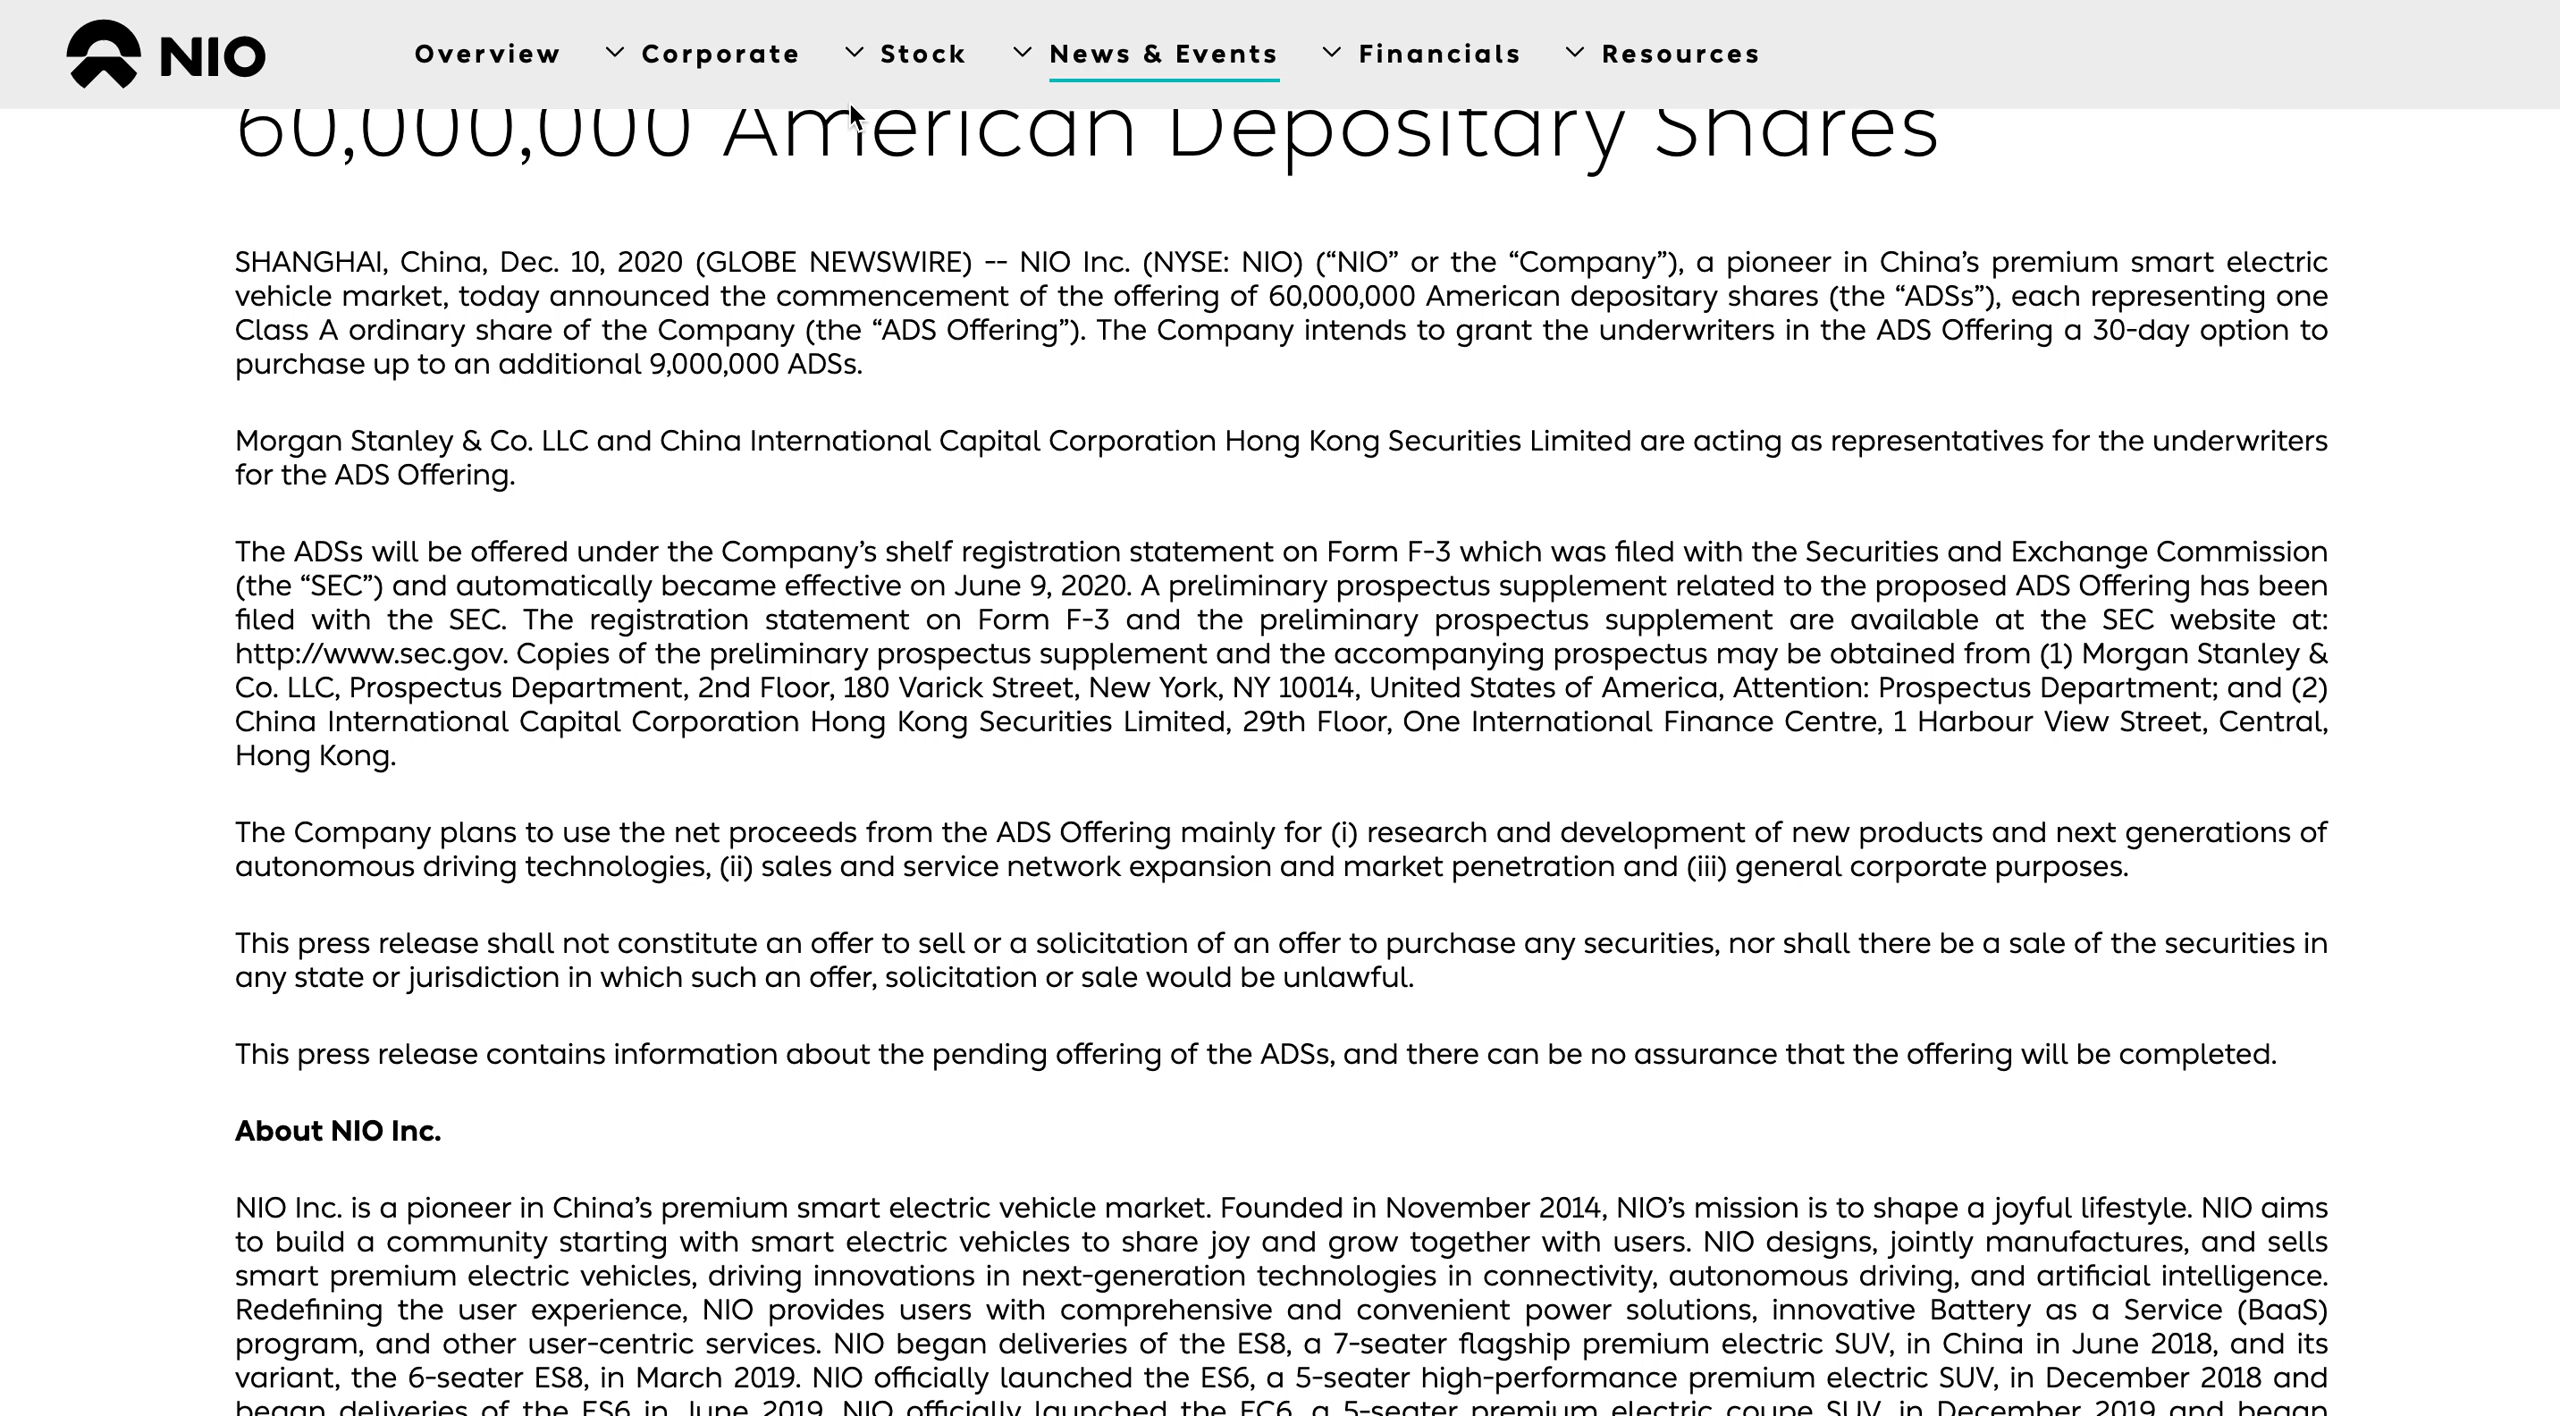 NIO Overview Corporate Stock News & Events Financials Resources
60,000,000 American Depositary Shares
SHANGHAI, China, Dec. 10, 2020 (GLOBE NEWSWIRE) -- NIO Inc. (NYSE: NIO) (“NIO” or the “Company”), a pioneer in China’s premium smart electric
vehicle market, today announced the commencement of the offering of 60,000,000 American depositary shares (the “ADSs”), each representing one
Class A ordinary share of the Company (the “ADS Offering”). The Company intends to grant the underwriters in the ADS Offering a 30-day option to
purchase up to an additional 9,000,000 ADSs.
Morgan Stanley & Co. LLC and China International Capital Corporation Hong Kong Securities Limited are acting as representatives for the underwriters
for the ADS Offering.
The ADSs will be offered under the Company’s shelf registration statement on Form F-3 which was filed with the Securities and Exchange Commission
(the “SEC”) and automatically became effective on June 9, 2020. A preliminary prospectus supplement related to the proposed ADS Offering has been
filed with the SEC. The registration statement on Form F-3 and the preliminary prospectus supplement are available at the SEC website at:
http://www.sec.gov. Copies of the preliminary prospectus supplement and the accompanying prospectus may be obtained from (1) Morgan Stanley &
Co. LLC, Prospectus Department, 2nd Floor, 180 Varick Street, New York, NY 10014, United States of America, Attention: Prospectus Department; and (2)
China International Capital Corporation Hong Kong Securities Limited, 29th Floor, One International Finance Centre, 1 Harbour View Street, Central,
Hong Kong.
The Company plans to use the net proceeds from the ADS Offering mainly for (i) research and development of new products and next generations of
autonomous driving technologies, (ii) sales and service network expansion and market penetration and (iii) general corporate purposes.
This press release shall not constitute an offer to sell or a solicitation of an offer to purchase any securities, nor shall there be a sale of the securities in
any state or jurisdiction in which such an offer, solicitation or sale would be unlawful.
This press release contains information about the pending offering of the ADSs, and there can be no assurance that the offering will be completed.
About NIO Inc.
NIO Inc. is a pioneer in China’s premium smart electric vehicle market. Founded in November 2014, NIO’s mission is to shape a joyful lifestyle. NIO aims
to build a community starting with smart electric vehicles to share joy and grow together with users. NIO designs, jointly manufactures, and sells
smart premium electric vehicles, driving innovations in next-generation technologies in connectivity, autonomous driving, and artificial intelligence.
Redefining the user experience, NIO provides users with comprehensive and convenient power solutions, innovative Battery as a Service (BaaS)
program, and other user-centric services. NIO began deliveries of the ES8, a 7-seater flagship premium electric SUV, in China in June 2018, and its
variant, the 6-seater ES8, in March 2019. NIO officially launched the ES6, a 5-seater high-performance premium electric SUV, in December 2018 and
began deliveries of the ES6 in June 2019. NIO officially launched the EC6, a 5-seater premium electric coupe SUV, in December 2019 and began